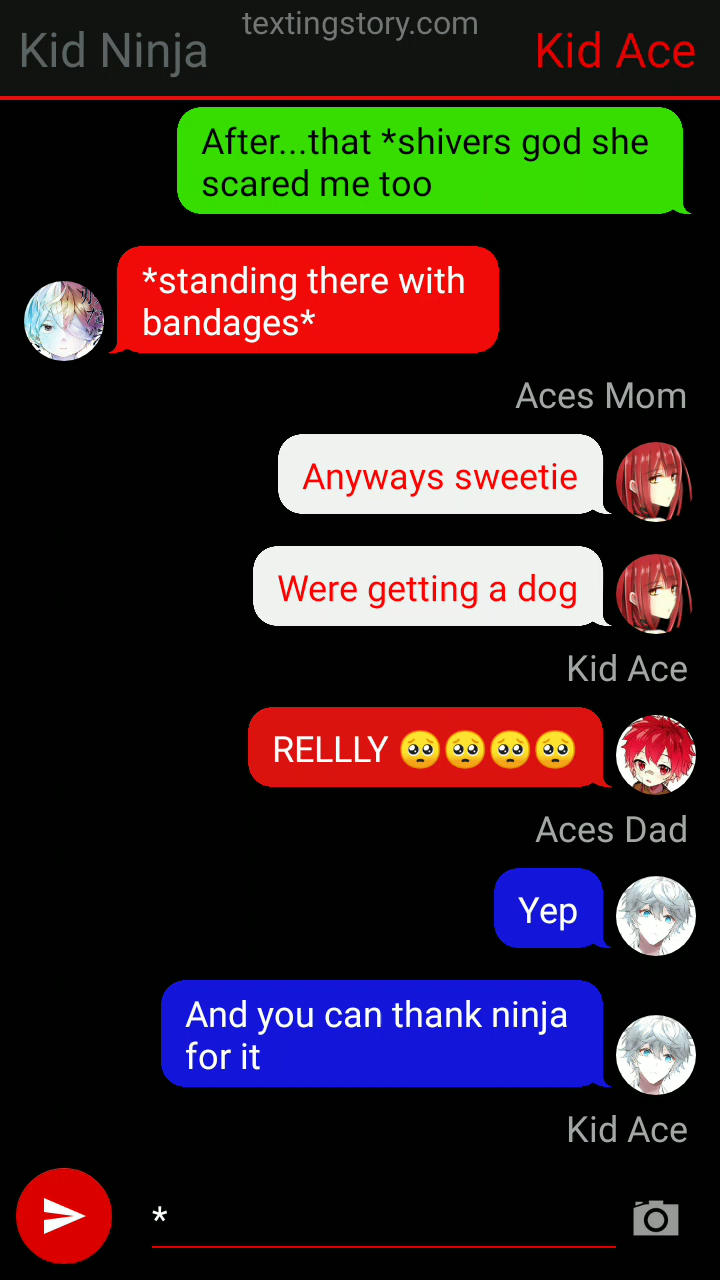 textingstory.com
Kid Ninja
Kid Ace
After...that *shivers god she
scared me too
*standing there with
bandages*
Aces Mom
Anyways sweetie
Were getting a dog
Kid Ace
RELLLY 🥺🥺🥺🥺
Aces Dad
Yep
And you can thank ninja
for it
Kid Ace
*